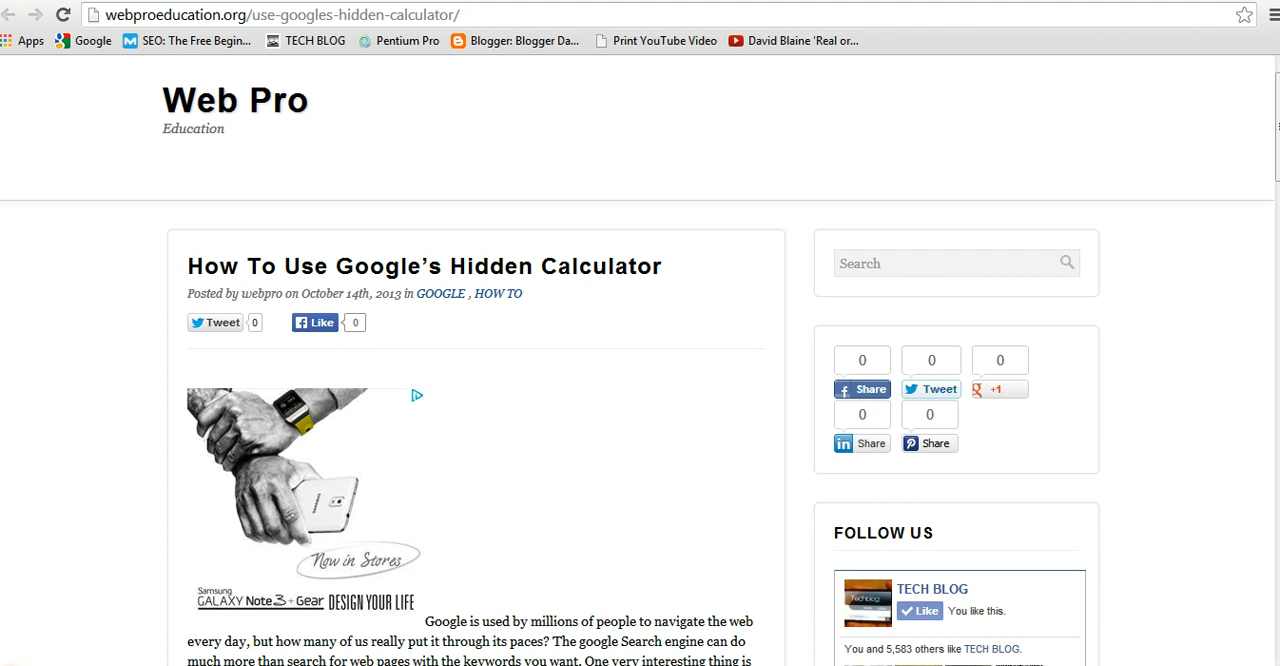 webproeducation.org/use-googles-hidden-calculator/
Apps Google SEO: The Free Begin... TECH BLOG Pentium Pro Blogger: Blogger Da... Print YouTube Video David Blaine 'Real or...
Web Pro
Education
How To Use Google’s Hidden Calculator
Posted by webpro on October 14th, 2013 in GOOGLE , HOW TO
Tweet 0 Like 0
Now in Stores
Samsung
GALAXY Note 3 + Gear DESIGN YOUR LIFE
Google is used by millions of people to navigate the web
every day, but how many of us really put it through its paces? The google Search engine can do
much more than search for web pages with the keywords you want. One very interesting thing is
Search
0 0 0
Share Tweet +1
0 0
Share Share
FOLLOW US
TECH BLOG
Like You like this.
You and 5,583 others like TECH BLOG.